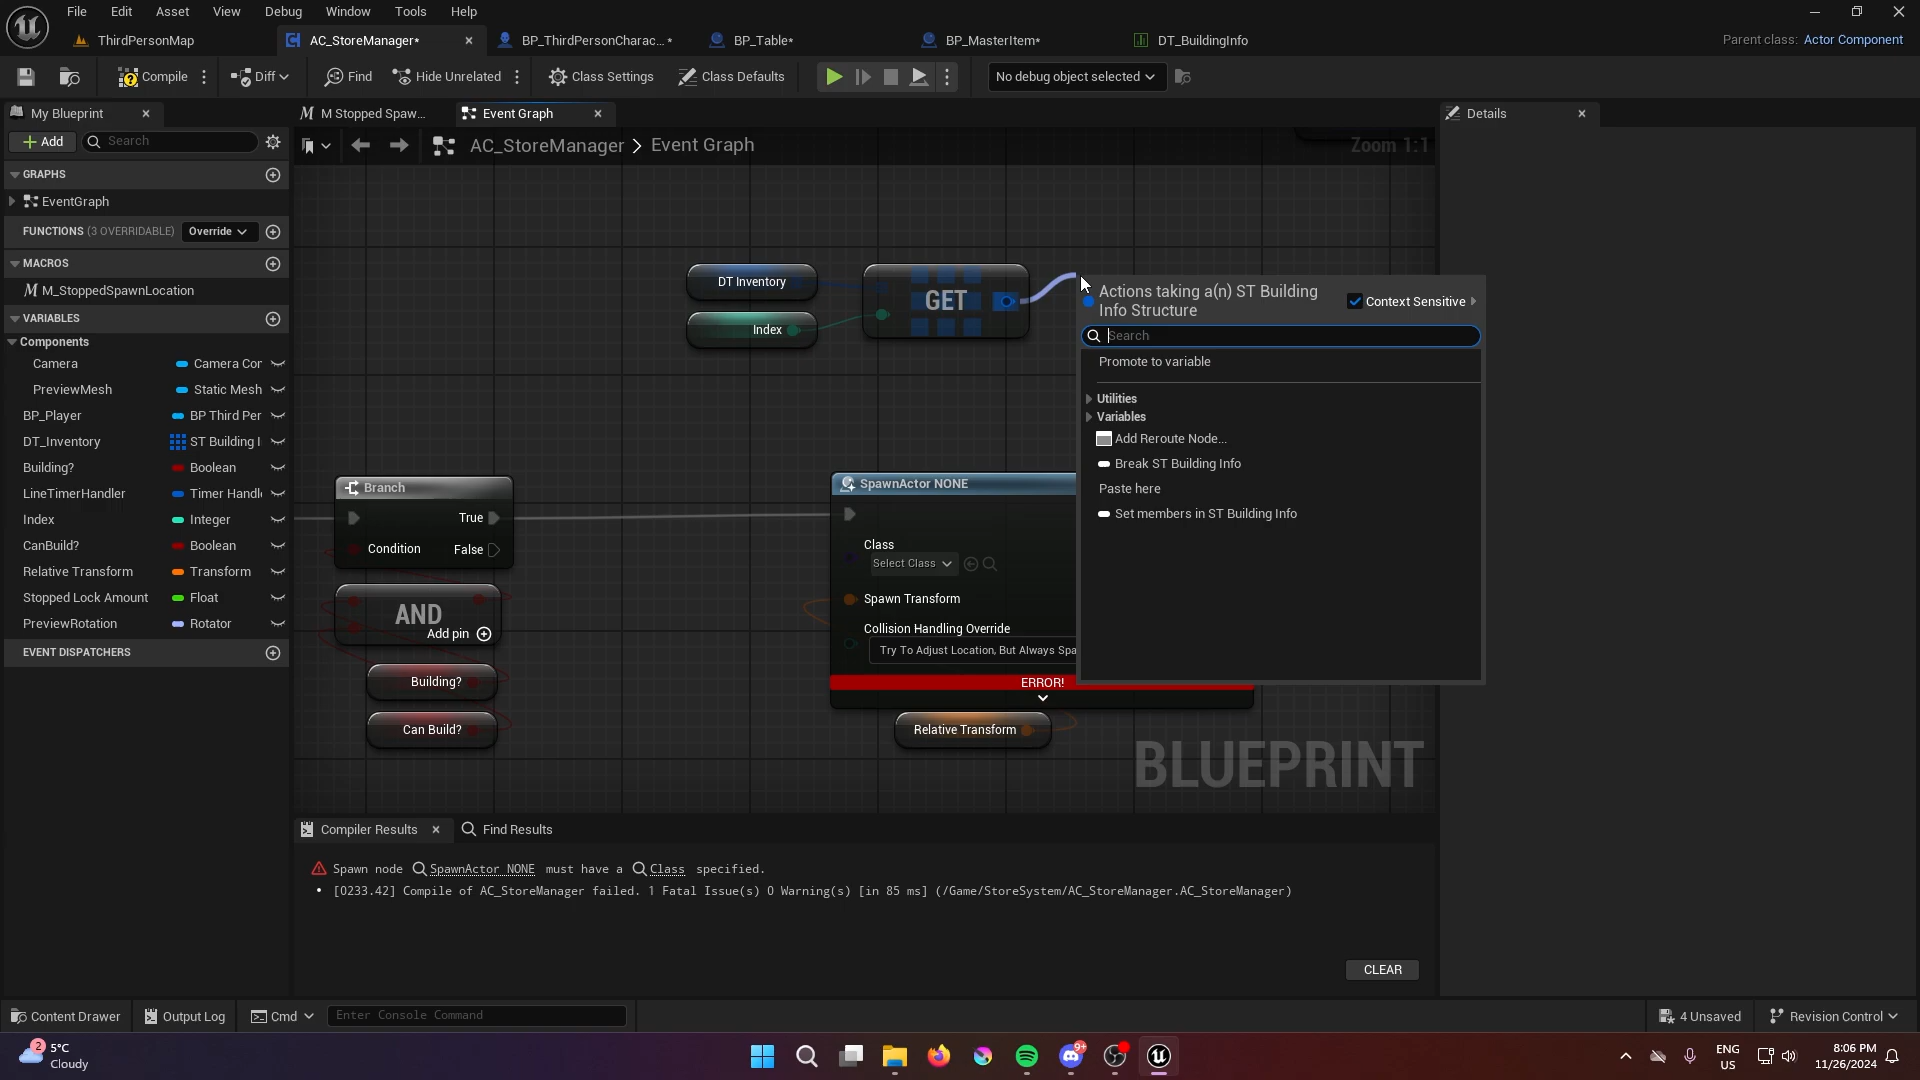 File Edit Asset View Debug Window Tools Help
ThirdPersonMap
AC_StoreManager*
BP_ThirdPersonCharac...*
BP_Table*
BP_MasterItem*
DT_BuildingInfo
Parent class: Actor Component
Compile
Diff
Find
Hide Unrelated
Class Settings
Class Defaults
No debug object selected
My Blueprint
M Stopped Spaw...
Event Graph
Details
Add
Search
AC_StoreManager > Event Graph
Zoom 1:1
GRAPHS
EventGraph
FUNCTIONS (3 OVERRIDABLE)
Override
MACROS
M_StoppedSpawnLocation
VARIABLES
Components
Camera Camera Cor
PreviewMesh Static Mesh
BP_Player BP Third Per
DT_Inventory ST Building I
Building? Boolean
LineTimerHandler Timer Handl
Index Integer
CanBuild? Boolean
Relative Transform Transform
Stopped Lock Amount Float
PreviewRotation Rotator
EVENT DISPATCHERS
DT Inventory
Index
GET
Actions taking a(n) ST Building
Info Structure
Context Sensitive
Search
Promote to variable
Utilities
Variables
Add Reroute Node...
Break ST Building Info
Paste here
Set members in ST Building Info
Branch
True
Condition
False
AND
Add pin
Building?
Can Build?
SpawnActor NONE
Class
Select Class
Spawn Transform
Collision Handling Override
Try To Adjust Location, But Always Spa
ERROR!
Relative Transform
BLUEPRINT
Compiler Results
Find Results
Spawn node SpawnActor NONE must have a Class specified.
• [0233.42] Compile of AC_StoreManager failed. 1 Fatal Issue(s) 0 Warning(s) [in 85 ms] (/Game/StoreSystem/AC_StoreManager.AC_StoreManager)
CLEAR
Content Drawer
Output Log
Cmd
Enter Console Command
4 Unsaved
Revision Control
2
5°C
Cloudy
9+
ENG
US
8:06 PM
11/26/2024